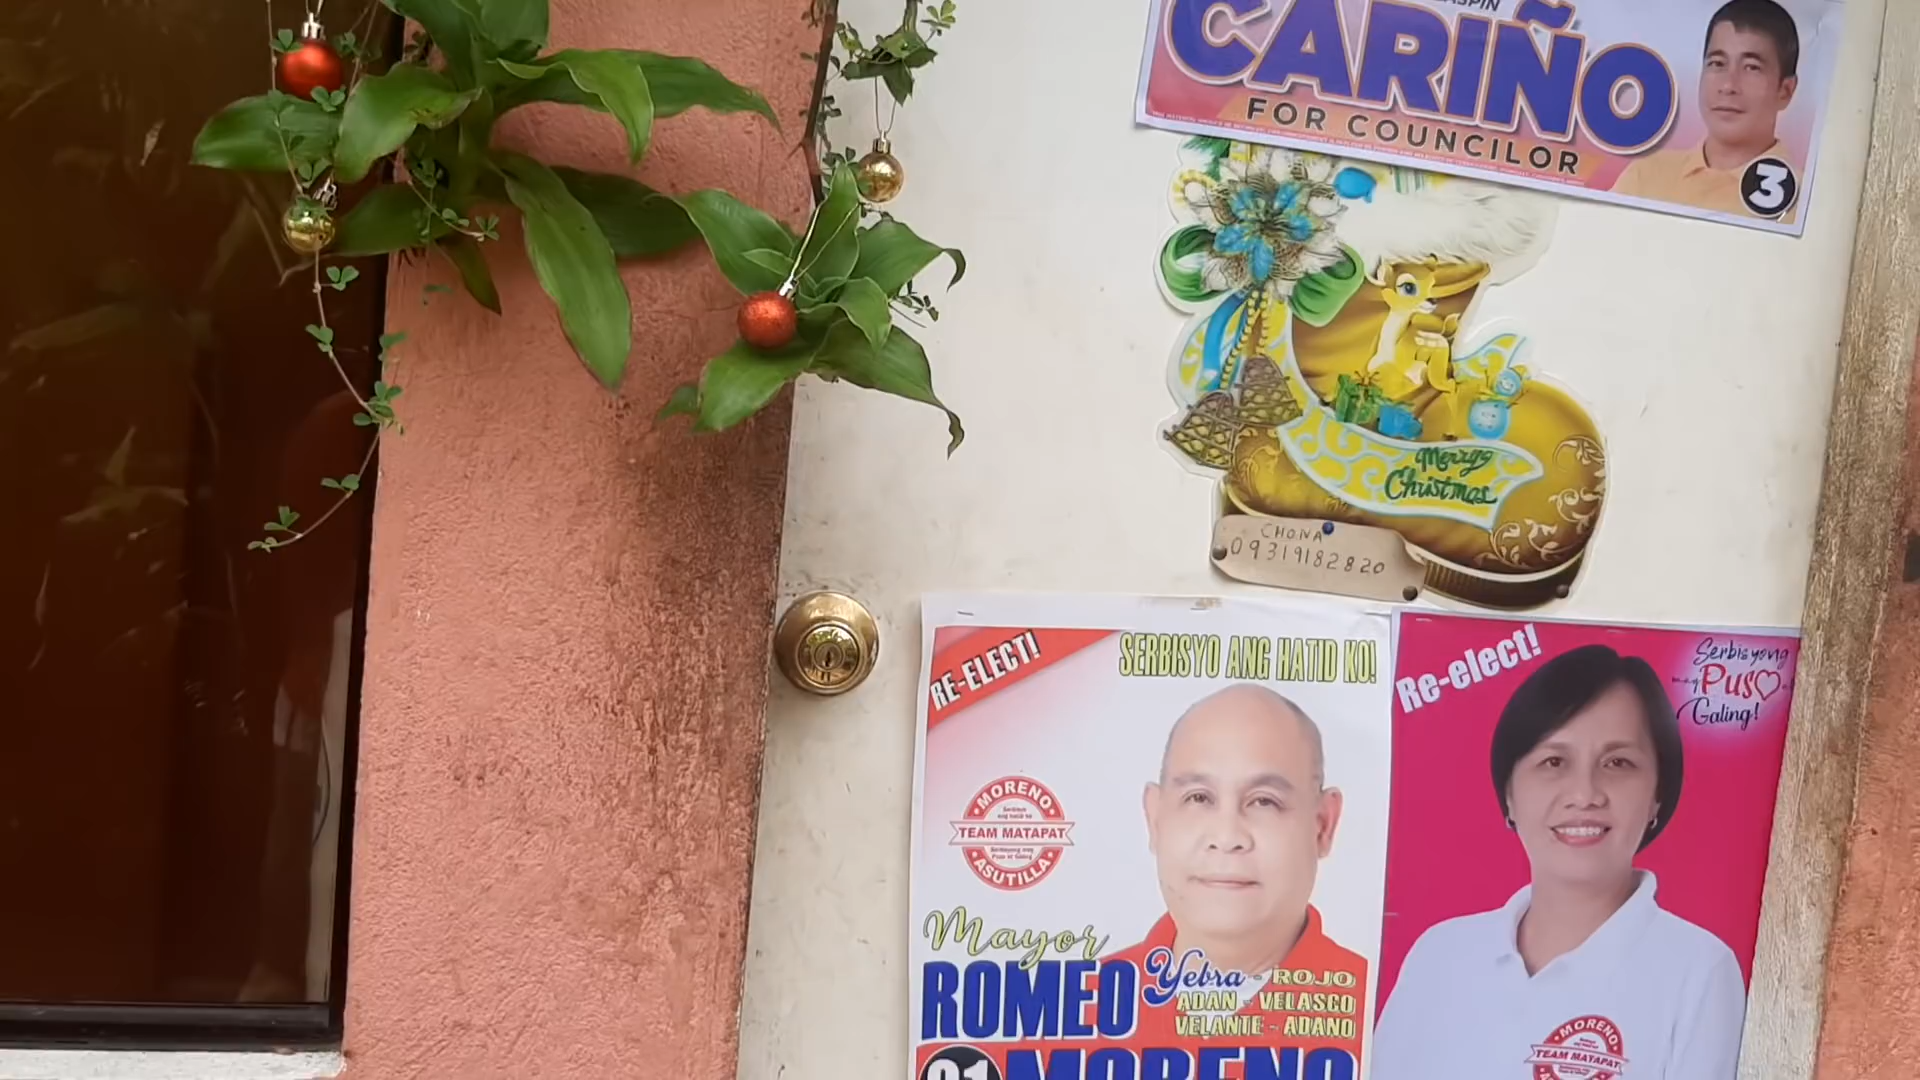 CARIÑO
FOR COUNCILOR
3
Merry
Christmas
CHONA
09319182820
RE-ELECT!
SERBISYO ANG HATID KO!
MORENO
TEAM MATAPAT
ASUTILLA
Mayor
ROMEO
Yebra - ROJO
ADAN - VELASCO
VELANTE - ADANO
MORENO
Re-elect!
Serbisyong
Puso
Galing!
MORENO
TEAM MATAPAT